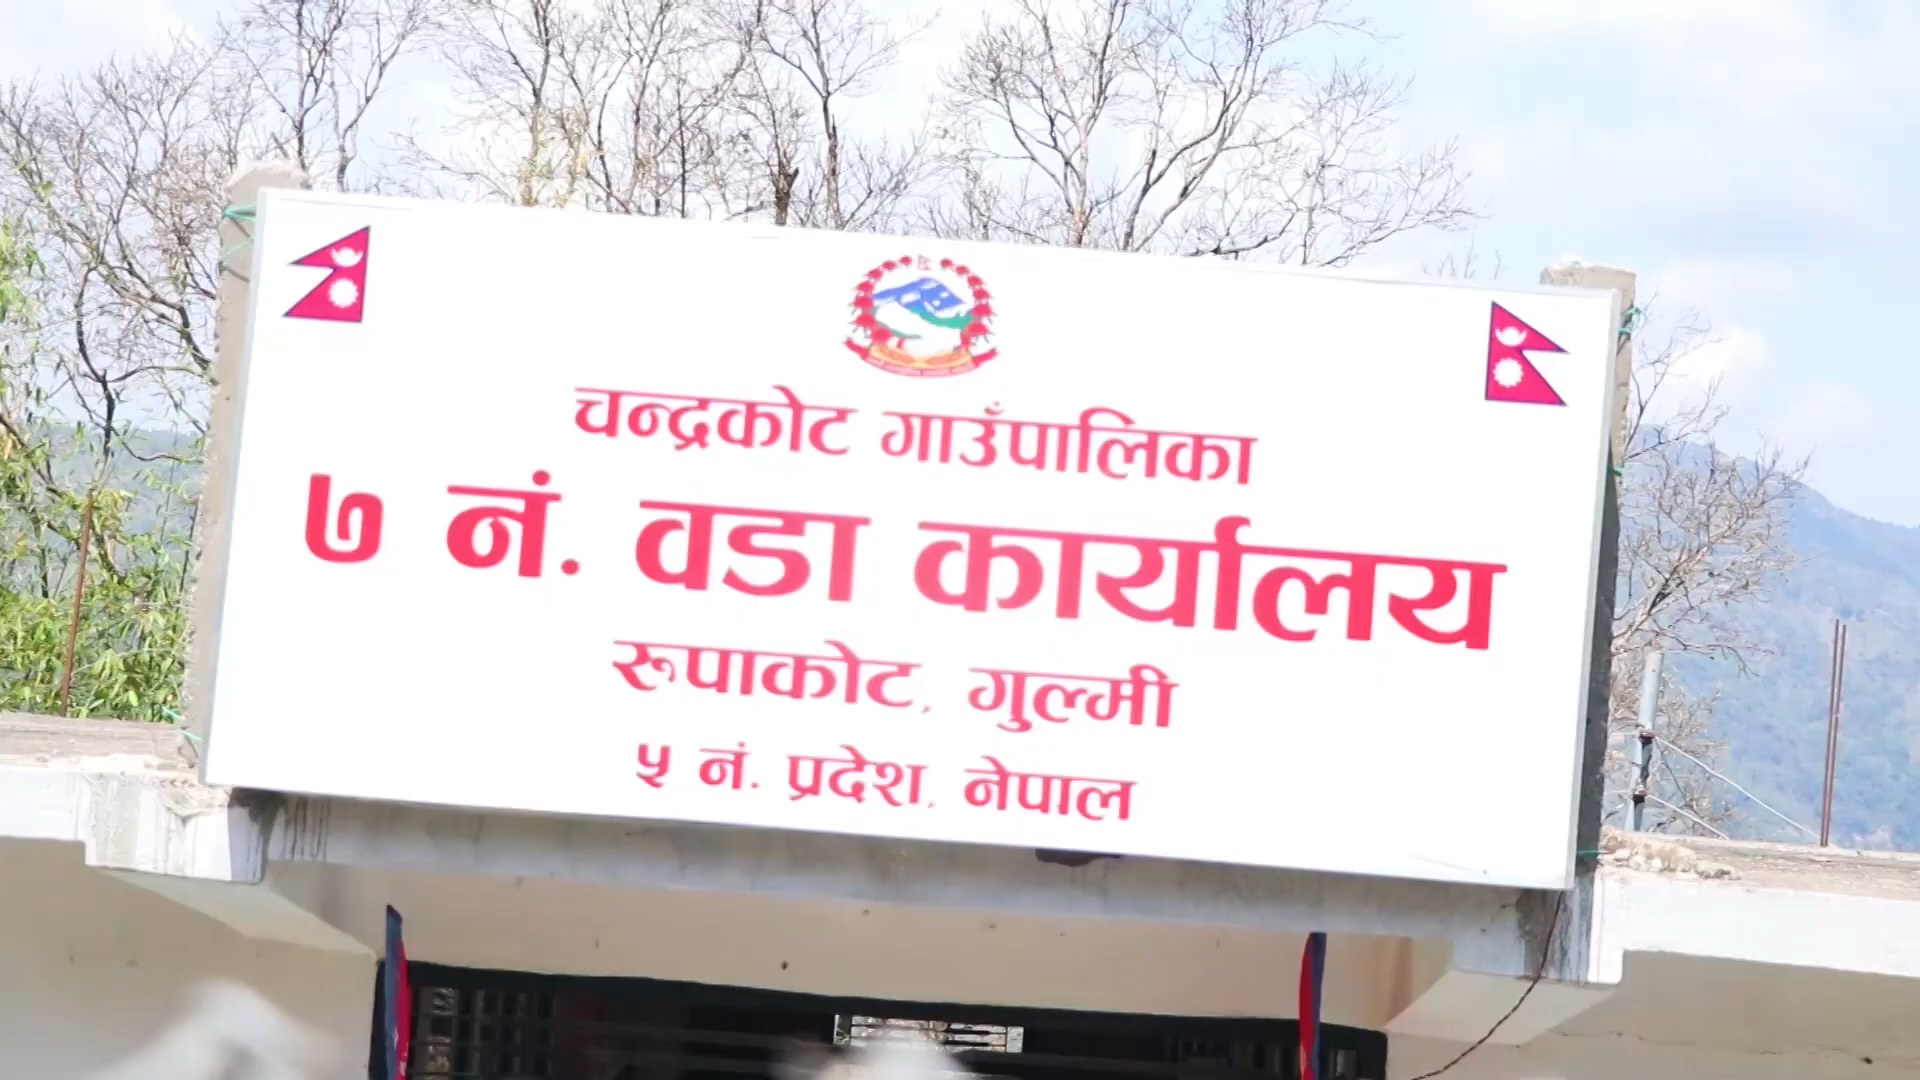 चन्द्रकोट गाउँपालिका
७ नं. वडा कार्यालय
रूपाकोट, गुल्मी
५ नं. प्रदेश, नेपाल